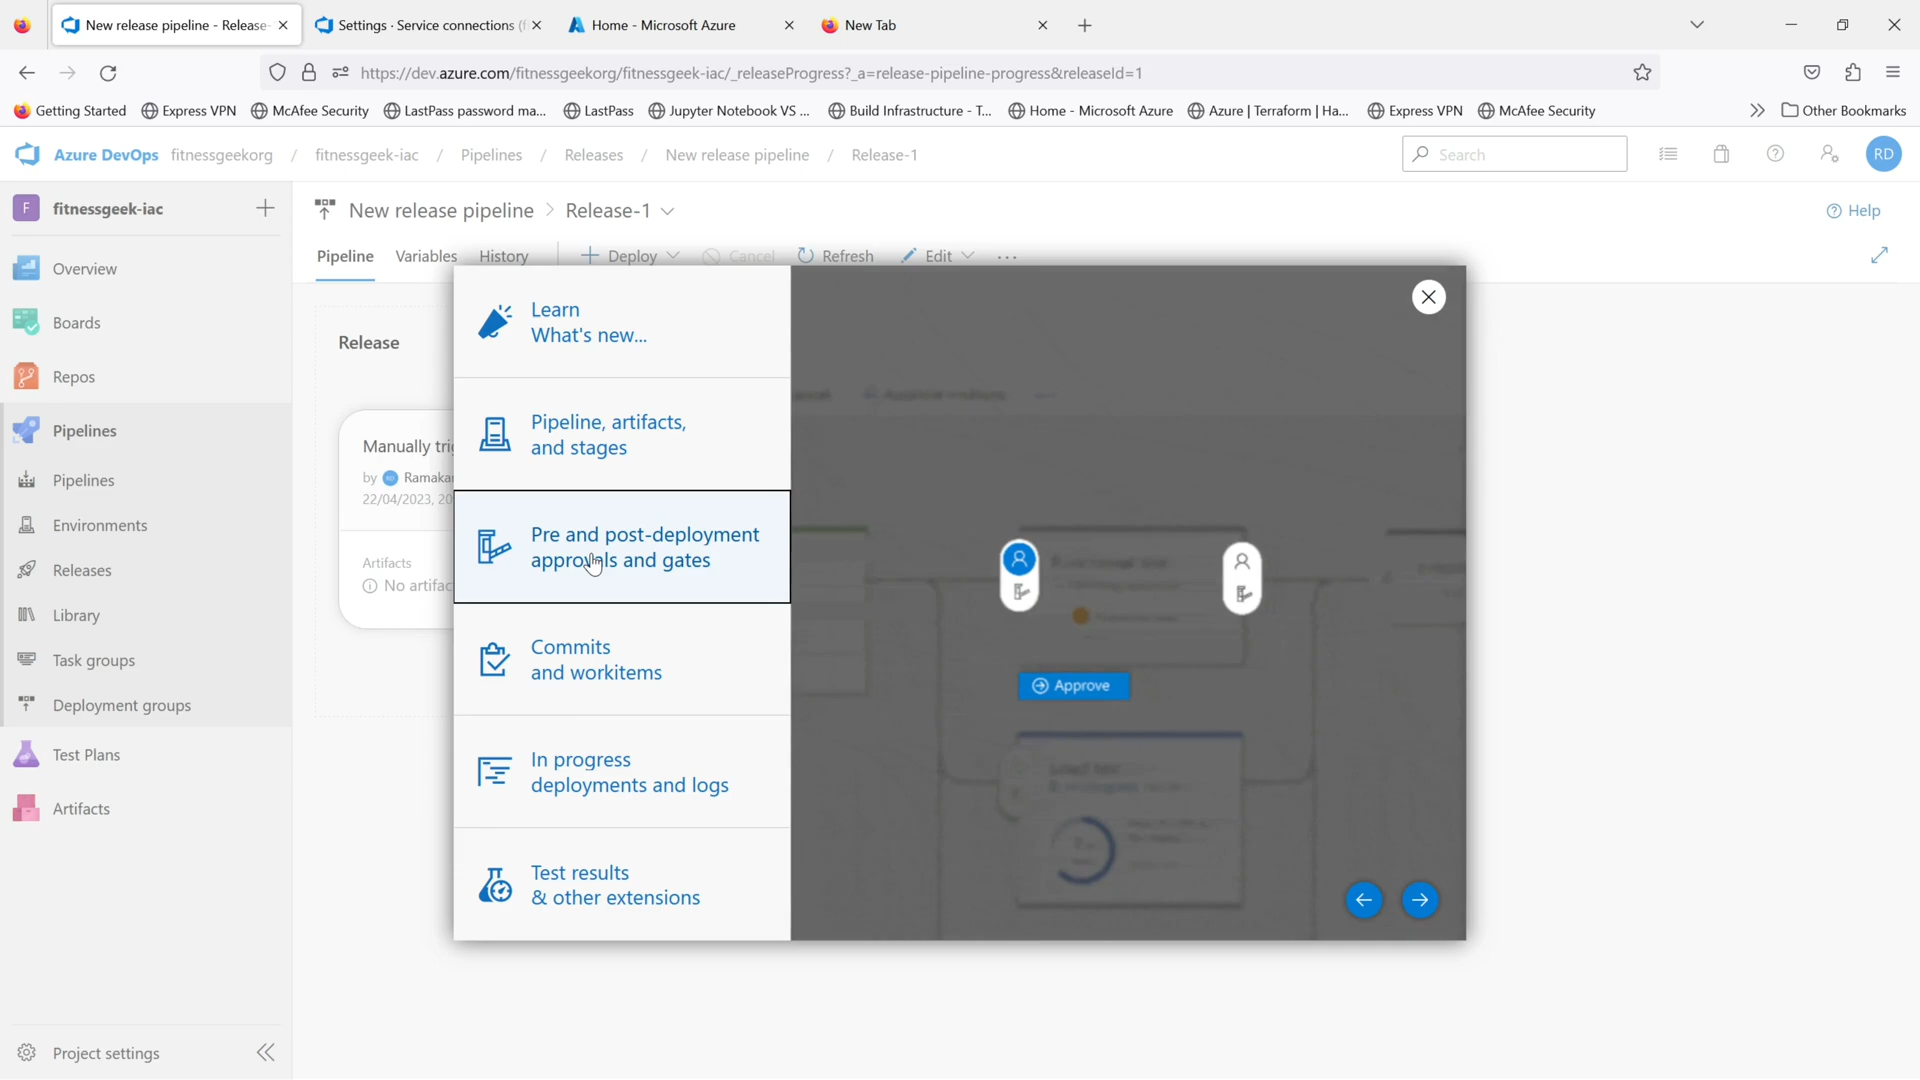 New release pipeline - Release-
Settings · Service connections (f
Home - Microsoft Azure
New Tab
https://dev.azure.com/fitnessgeekorg/fitnessgeek-iac/_releaseProgress?_a=release-pipeline-progress&releaseId=1
Getting Started
Express VPN
McAfee Security
LastPass password ma...
LastPass
Jupyter Notebook VS ...
Build Infrastructure - T...
Home - Microsoft Azure
Azure | Terraform | Ha...
Express VPN
McAfee Security
Other Bookmarks
Azure DevOps fitnessgeekorg / fitnessgeek-iac / Pipelines / Releases / New release pipeline / Release-1
Search
RD
F fitnessgeek-iac
New release pipeline > Release-1
Help
Pipeline Variables History Deploy Cancel Refresh Edit ...
Overview
Boards
Repos
Pipelines
Pipelines
Environments
Releases
Library
Task groups
Deployment groups
Test Plans
Artifacts
Project settings
Release
Manually tri
by RD Ramaka
22/04/2023, 20
Artifacts
No artifac
Learn
What's new...
Pipeline, artifacts,
and stages
Pre and post-deployment
approvals and gates
Commits
and workitems
In progress
deployments and logs
Test results
& other extensions
Approve